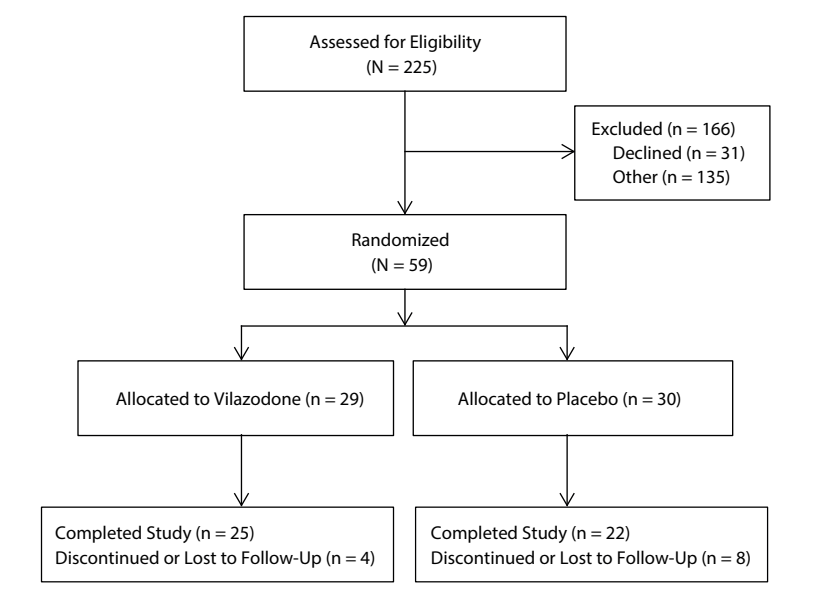 Assessed for Eligibility
(N = 225)
Excluded (n = 166)
Declined (n = 31)
Other (n = 135)
Randomized
(N = 59)
Allocated to Vilazodone (n = 29)
Allocated to Placebo (n = 30)
Completed Study (n = 25)
Discontinued or Lost to Follow-Up (n = 4)
Completed Study (n = 22)
Discontinued or Lost to Follow-Up (n = 8)